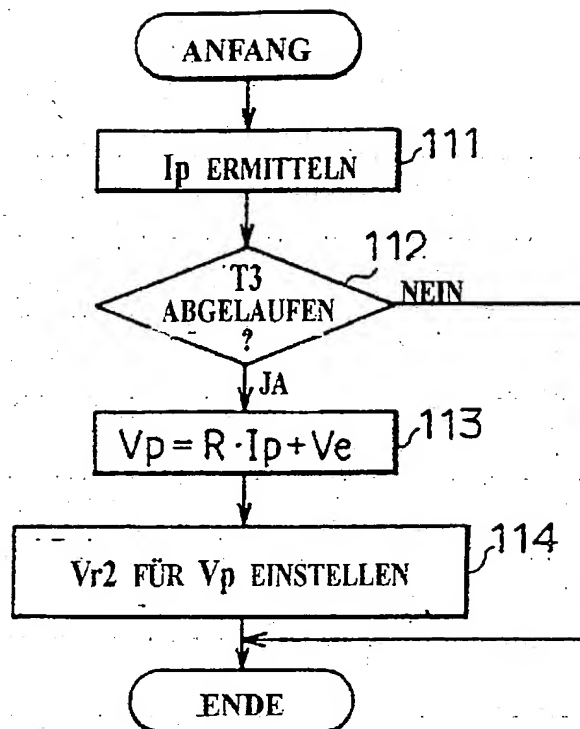 ANFANG
Ip ERMITTELN
111
T3
ABGELAUFEN
?
112
NEIN
JA
Vp = R · Ip + Ve
113
Vr2 FÜR Vp EINSTELLEN
114
ENDE